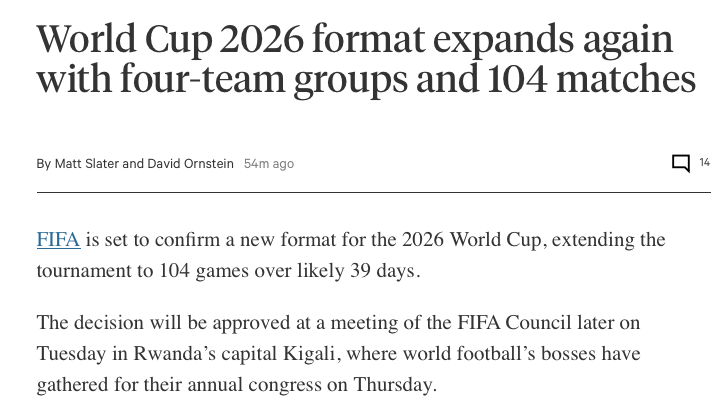 World Cup 2026 format expands again
with four-team groups and 104 matches
By Matt Slater and David Ornstein 54m ago
14
FIFA is set to confirm a new format for the 2026 World Cup, extending the
tournament to 104 games over likely 39 days.
The decision will be approved at a meeting of the FIFA Council later on
Tuesday in Rwanda’s capital Kigali, where world football’s bosses have
gathered for their annual congress on Thursday.